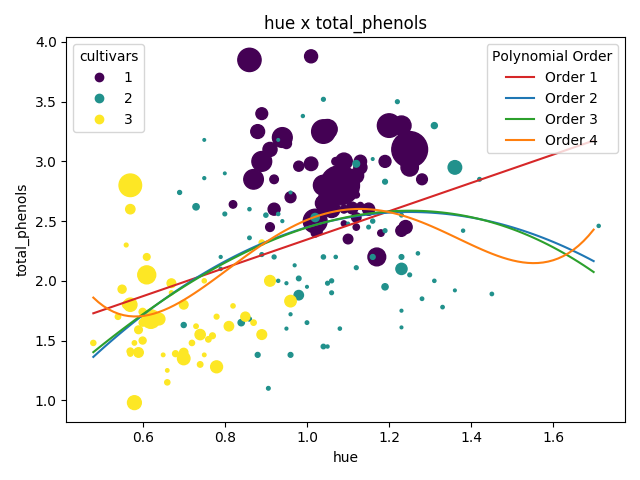 hue x total_phenols
cultivars
1
2
3
Polynomial Order
Order 1
Order 2
Order 3
Order 4
total_phenols
4.0
3.5
3.0
2.5
2.0
1.5
1.0
0.6 0.8 1.0 1.2 1.4 1.6
hue